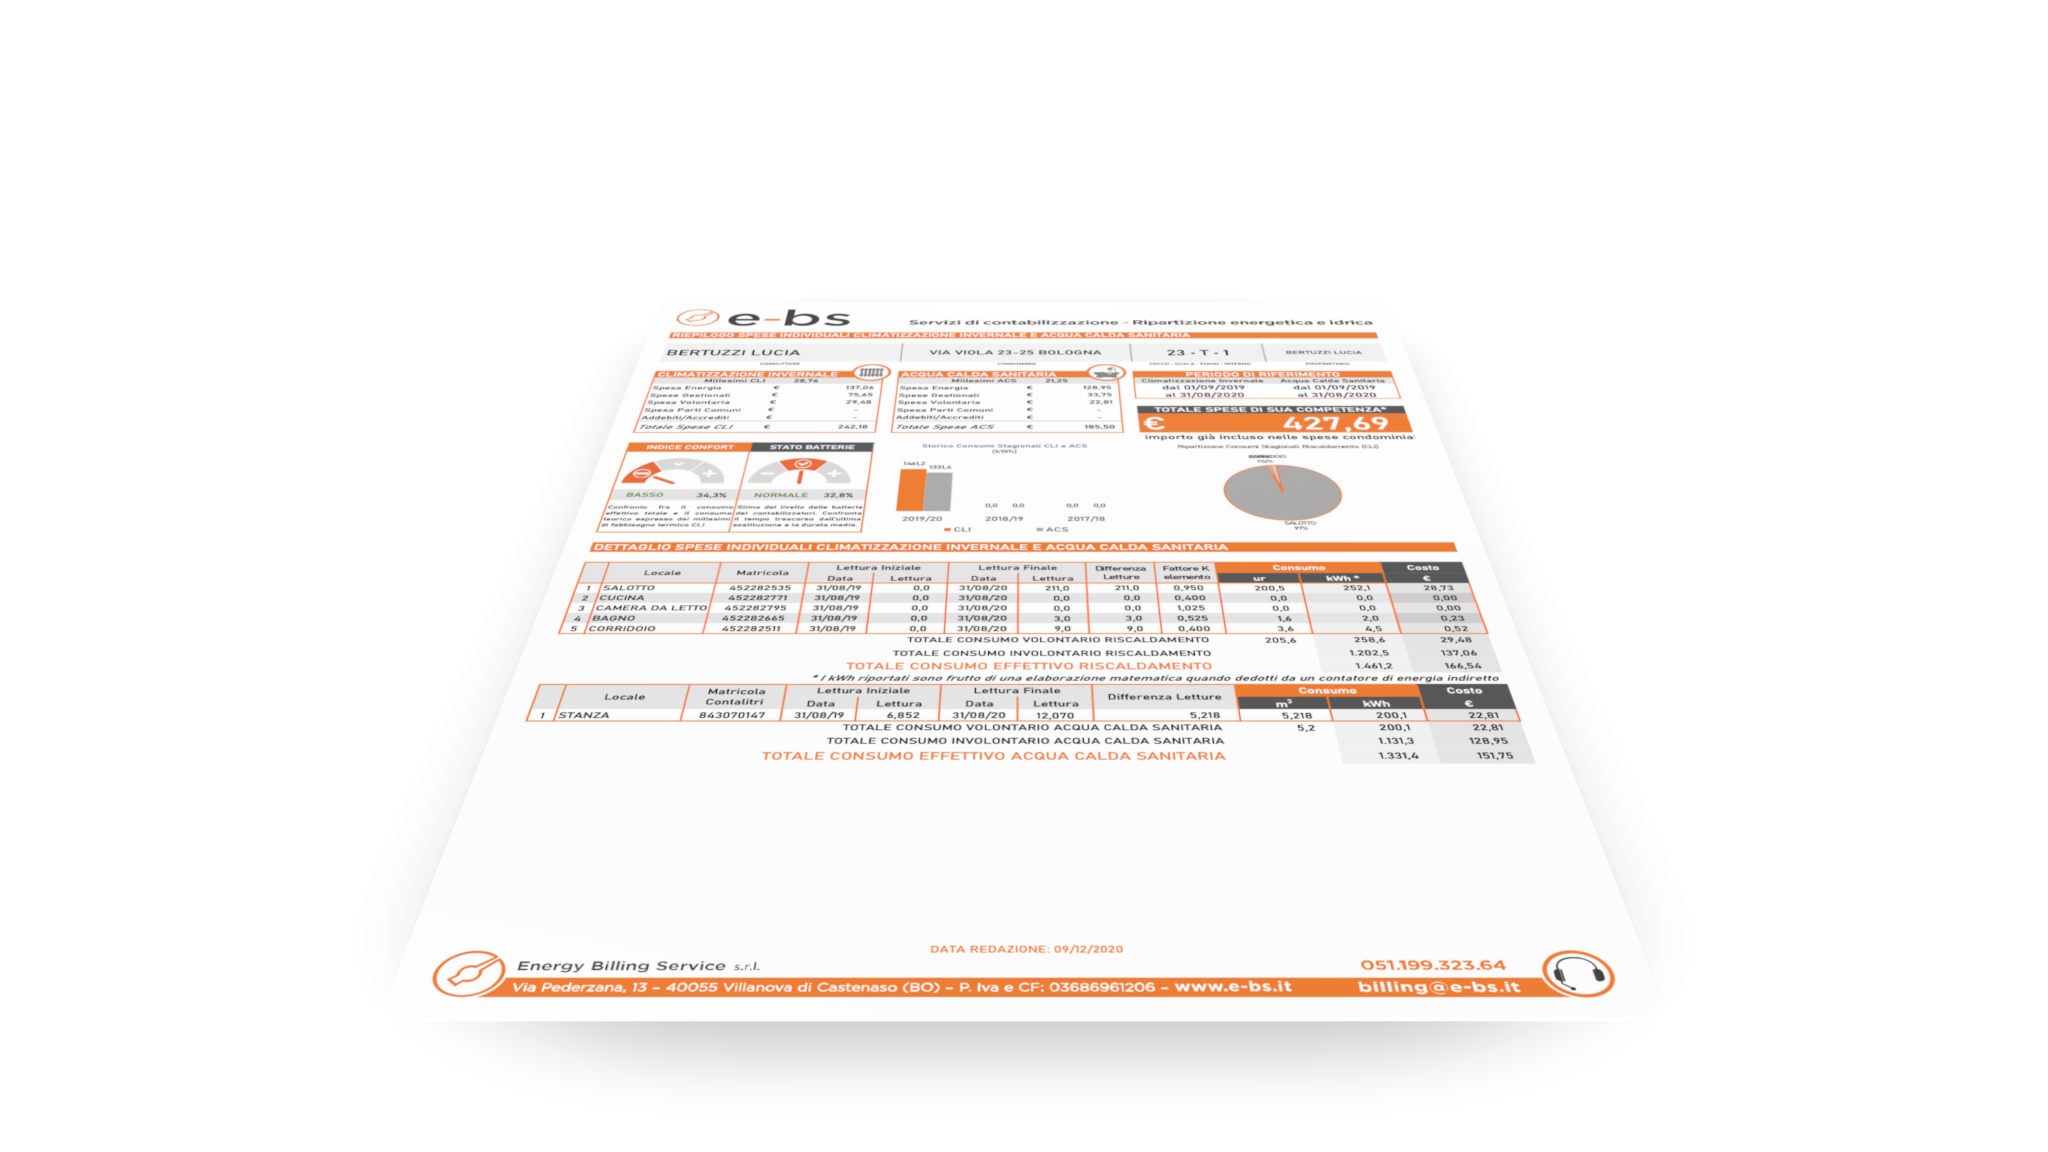 e-bs
Servizi di contabilizzazione - Ripartizione energetica e idrica
RIEPILOGO SPESE INDIVIDUALI CLIMATIZZAZIONE INVERNALE E ACQUA CALDA SANITARIA
BERTUZZI LUCIA VIA VIOLA 23-25 BOLOGNA 23 - T - 1 BERTUZZI LUCIA
CONDUTTORE CONDOMINIO CIVICO - SCALA - PIANO - INTERNO PROPRIETARIO
CLIMATIZZAZIONE INVERNALE
Millesimi CLI 28,76
Spesa Energia € 137,06
Spese Gestionali € 75,65
Spesa Volontaria € 29,48
Spesa Parti Comuni € -
Addebiti/Accrediti € -
Totale Spese CLI € 242,18
ACQUA CALDA SANITARIA
Millesimi ACS 21,25
Spesa Energia € 128,95
Spese Gestionali € 33,75
Spesa Volontaria € 22,81
Spesa Parti Comuni € -
Addebiti/Accrediti € -
Totale Spese ACS € 185,50
PERIODO DI RIFERIMENTO
Climatizzazione Invernale Acqua Calda Sanitaria
dal 01/09/2019 dal 01/09/2019
al 31/08/2020 al 31/08/2020
TOTALE SPESE DI SUA COMPETENZA*
€ 427,69
importo già incluso nelle spese condominia
INDICE CONFORT
BASSO 34,3%
Confronto fra il consumo
effettivo totale e il consumo
teorico espresso dai millesimi
di fabbisogno termico CLI
STATO BATTERIE
NORMALE 32,8%
Stima del livello delle batterie
dei contabilizzatori. Confronta
il tempo trascorso dall'ultima
sostituzione e la durata media.
Storico Consumi Stagionali CLI e ACS
(kWh)
1461,2 1331,4
0,0 0,0 0,0 0,0
2019/20 2018/19 2017/18
CLI ACS
Ripartizione Consumi Stagionali Riscaldamento (CLI)
SALOTTO
97%
DETTAGLIO SPESE INDIVIDUALI CLIMATIZZAZIONE INVERNALE E ACQUA CALDA SANITARIA
Locale Matricola Lettura Iniziale Lettura Finale Differenza Letture Fattore K elemento Consumo Costo
Data Lettura Data Lettura ur kWh * €
1 SALOTTO 452282535 31/08/19 0,0 31/08/20 211,0 211,0 0,950 200,5 252,1 28,73
2 CUCINA 452282771 31/08/19 0,0 31/08/20 0,0 0,0 0,400 0,0 0,0 0,00
3 CAMERA DA LETTO 452282795 31/08/19 0,0 31/08/20 0,0 0,0 1,025 0,0 0,0 0,00
4 BAGNO 452282665 31/08/19 0,0 31/08/20 3,0 3,0 0,525 1,6 2,0 0,23
5 CORRIDOIO 452282511 31/08/19 0,0 31/08/20 9,0 9,0 0,400 3,6 4,5 0,52
TOTALE CONSUMO VOLONTARIO RISCALDAMENTO 205,6 258,6 29,48
TOTALE CONSUMO INVOLONTARIO RISCALDAMENTO 1.202,5 137,06
TOTALE CONSUMO EFFETTIVO RISCALDAMENTO 1.461,2 166,54
* I kWh riportati sono frutto di una elaborazione matematica quando dedotti da un contatore di energia indiretto
Locale Matricola Contalitri Lettura Iniziale Lettura Finale Differenza Letture Consumo Costo
Data Lettura Data Lettura m³ kWh €
1 STANZA 843070147 31/08/19 6,852 31/08/20 12,070 5,218 5,218 200,1 22,81
TOTALE CONSUMO VOLONTARIO ACQUA CALDA SANITARIA 5,2 200,1 22,81
TOTALE CONSUMO INVOLONTARIO ACQUA CALDA SANITARIA 1.131,3 128,95
TOTALE CONSUMO EFFETTIVO ACQUA CALDA SANITARIA 1.331,4 151,75
DATA REDAZIONE: 09/12/2020
Energy Billing Service s.r.l.
051.199.323.64
Via Pederzana, 13 - 40055 Villanova di Castenaso (BO) - P. Iva e CF: 03686961206 - www.e-bs.it
billing@e-bs.it